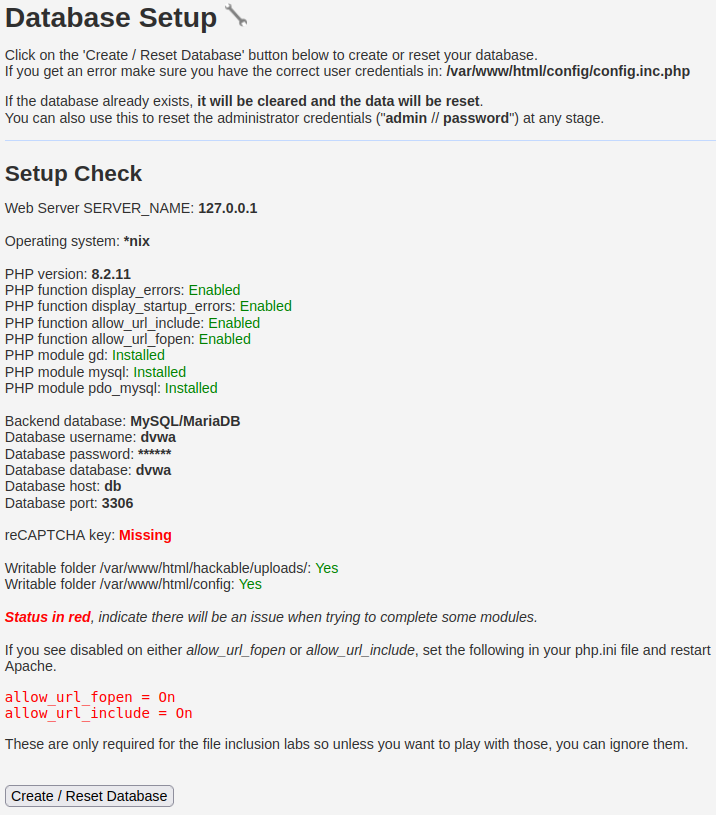 Database Setup
Click on the 'Create / Reset Database' button below to create or reset your database.
If you get an error make sure you have the correct user credentials in: /var/www/html/config/config.inc.php
If the database already exists, it will be cleared and the data will be reset.
You can also use this to reset the administrator credentials ("admin // password") at any stage.
Setup Check
Web Server SERVER_NAME: 127.0.0.1
Operating system: *nix
PHP version: 8.2.11
PHP function display_errors: Enabled
PHP function display_startup_errors: Enabled
PHP function allow_url_include: Enabled
PHP function allow_url_fopen: Enabled
PHP module gd: Installed
PHP module mysql: Installed
PHP module pdo_mysql: Installed
Backend database: MySQL/MariaDB
Database username: dvwa
Database password: ******
Database database: dvwa
Database host: db
Database port: 3306
reCAPTCHA key: Missing
Writable folder /var/www/html/hackable/uploads/: Yes
Writable folder /var/www/html/config: Yes
Status in red, indicate there will be an issue when trying to complete some modules.
If you see disabled on either allow_url_fopen or allow_url_include, set the following in your php.ini file and restart
Apache.
allow_url_fopen = On
allow_url_include = On
These are only required for the file inclusion labs so unless you want to play with those, you can ignore them.
Create / Reset Database